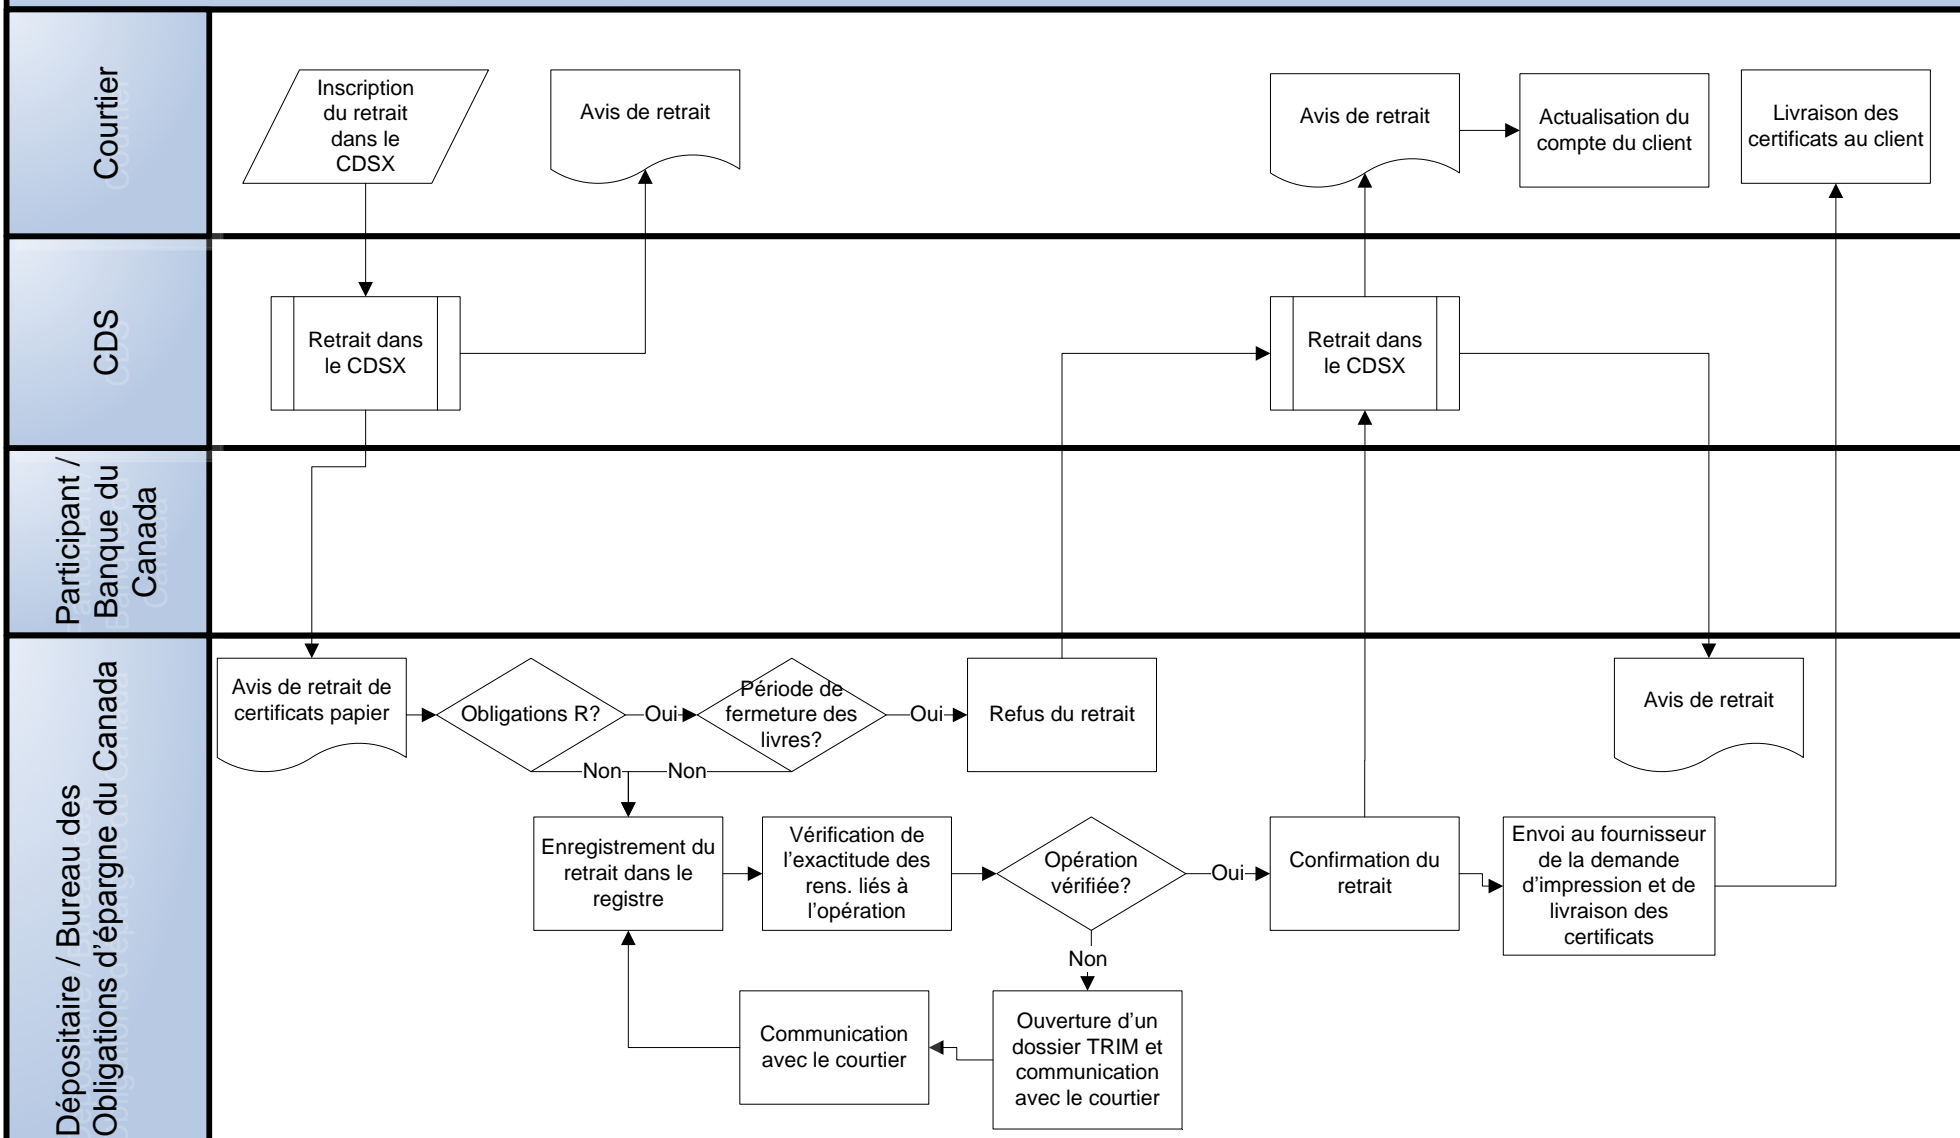 Courtier
Inscription
du retrait
dans le
CDSX
Avis de retrait
Avis de retrait
Actualisation du
compte du client
Livraison des
certificats au client
CDS
Retrait dans
le CDSX
Retrait dans
le CDSX
Participant /
Banque du
Canada
Dépositaire / Bureau des
Obligations d'épargne du Canada
Avis de retrait de
certificats papier
Obligations R?
Oui
Période de
fermeture des
livres?
Oui
Refus du retrait
Avis de retrait
Non
Non
Enregistrement du
retrait dans le
registre
Vérification de
l'exactitude des
rens. liés à
l'opération
Opération
vérifiée?
Oui
Confirmation du
retrait
Envoi au fournisseur
de la demande
d'impression et de
livraison des
certificats
Non
Communication
avec le courtier
Ouverture d'un
dossier TRIM et
communication
avec le courtier